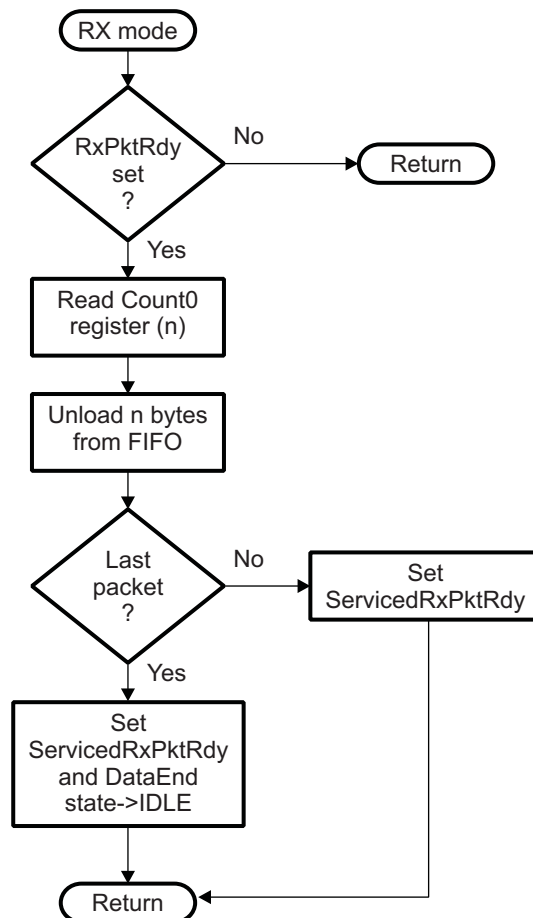 RX mode
RxPktRdy
set
?
No
Return
Yes
Read Count0
register (n)
Unload n bytes
from FIFO
Last
packet
?
No
Set
ServicedRxPktRdy
Yes
Set
ServicedRxPktRdy
and DataEnd
state->IDLE
Return